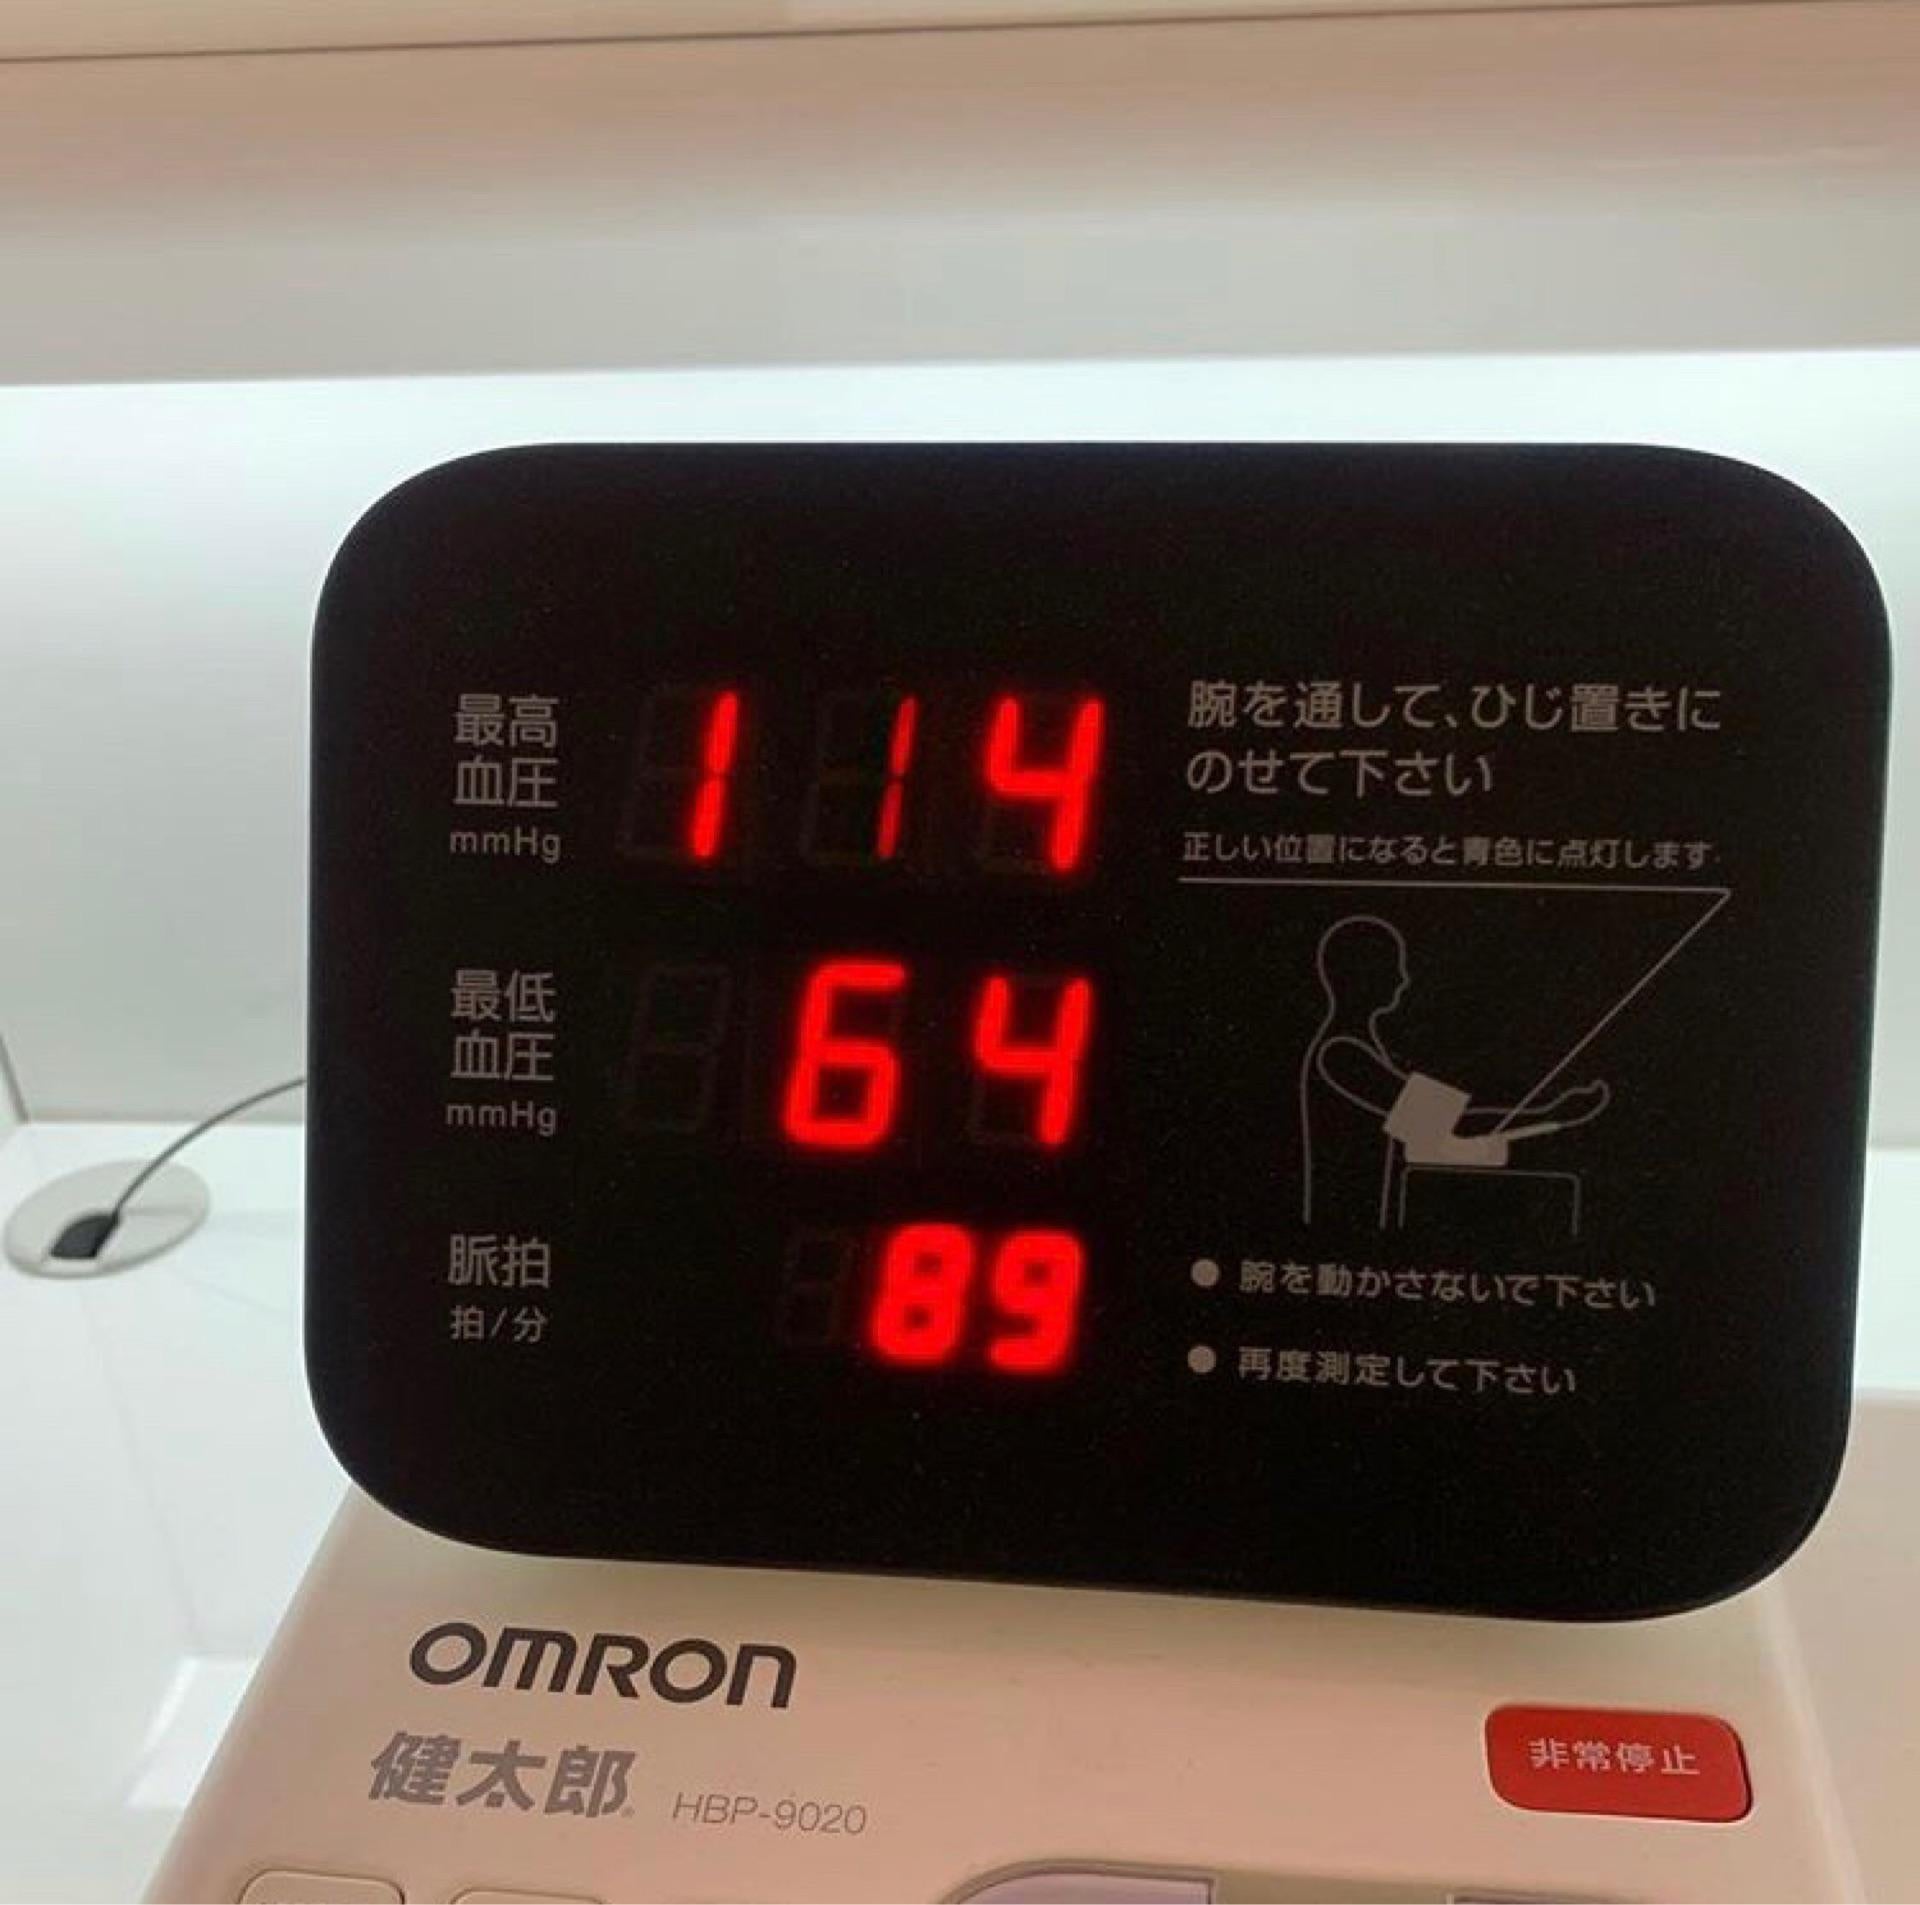 最高
血圧
mmHg
114
最低
血圧
mmHg
64
脈拍
拍/分
89
腕を通して、ひじ置きに
のせて下さい
正しい位置になると青色に点灯します
● 腕を動かさないで下さい
● 再度測定して下さい
OMRON
健太郎 HBP-9020
非常停止